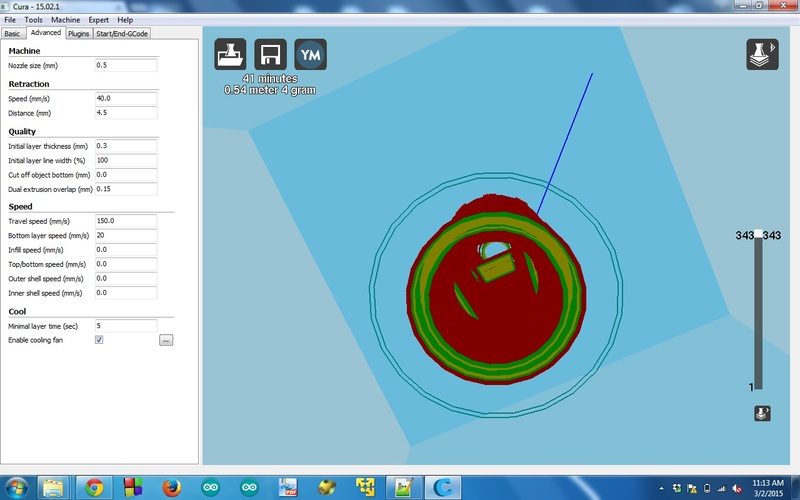 Cura - 15.02.1
File Tools Machine Expert Help
Basic Advanced Plugins Start/End-GCode
Machine
Nozzle size (mm) 0.5
Retraction
Speed (mm/s) 40.0
Distance (mm) 4.5
Quality
Initial layer thickness (mm) 0.3
Initial layer line width (%) 100
Cut off object bottom (mm) 0.0
Dual extrusion overlap (mm) 0.15
Speed
Travel speed (mm/s) 150.0
Bottom layer speed (mm/s) 20
Infill speed (mm/s) 0.0
Top/bottom speed (mm/s) 0.0
Outer shell speed (mm/s) 0.0
Inner shell speed (mm/s) 0.0
Cool
Minimal layer time (sec) 5
Enable cooling fan ...
YM
41 minutes
0.54 meter 4 gram
343 343
1
PDF
11:13 AM
3/2/2015